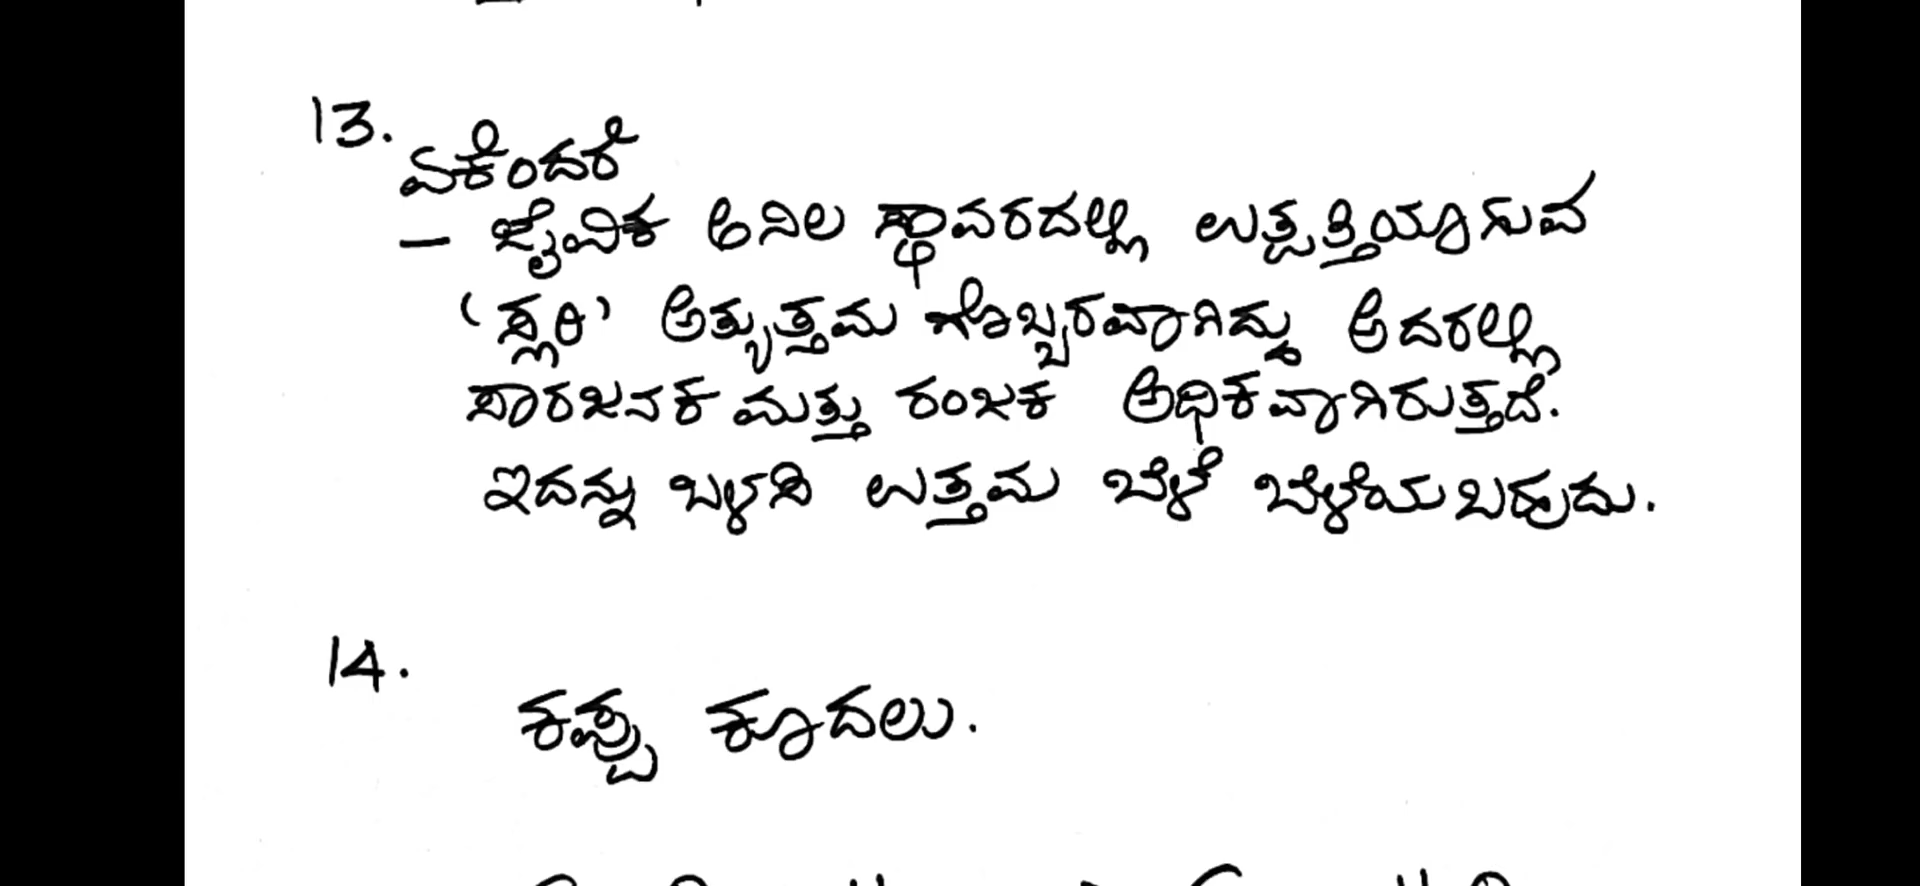 13.
ಏಕೆಂದರೆ
– ಜೈವಿಕ ಅನಿಲ ಸ್ಥಾವರದಲ್ಲಿ ಉತ್ಪತ್ತಿಯಾಗುವ
‘ಸ್ಲರಿ’ ಅತ್ಯುತ್ತಮ ಗೊಬ್ಬರವಾಗಿದ್ದು ಅದರಲ್ಲಿ
ಸಾರಜನಕ ಮತ್ತು ರಂಜಕ ಅಧಿಕವಾಗಿರುತ್ತದೆ.
ಇದನ್ನು ಬಳಸಿ ಉತ್ತಮ ಬೆಳೆ ಬೆಳೆಯಬಹುದು.
14.
ಕಪ್ಪು ಕೂದಲು.